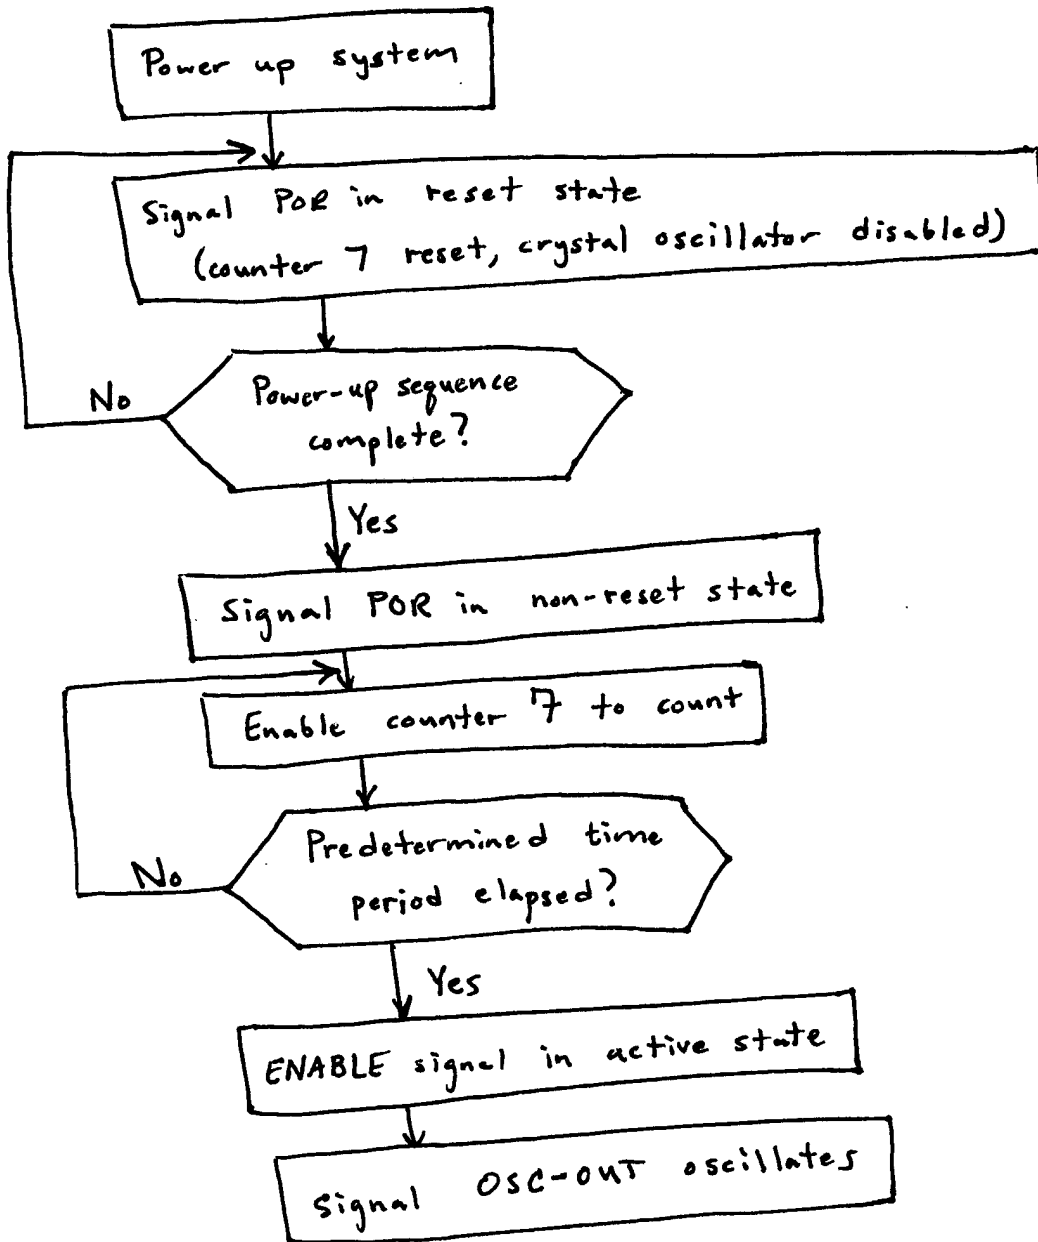 Power up system
Signal POR in reset state
(counter 7 reset, crystal oscillator disabled)
No
Power-up sequence
complete?
Yes
Signal POR in non-reset state
Enable counter 7 to count
Predetermined time
No
period elapsed?
Yes
ENABLE signal in active state
Signal OSC-OUT oscillates